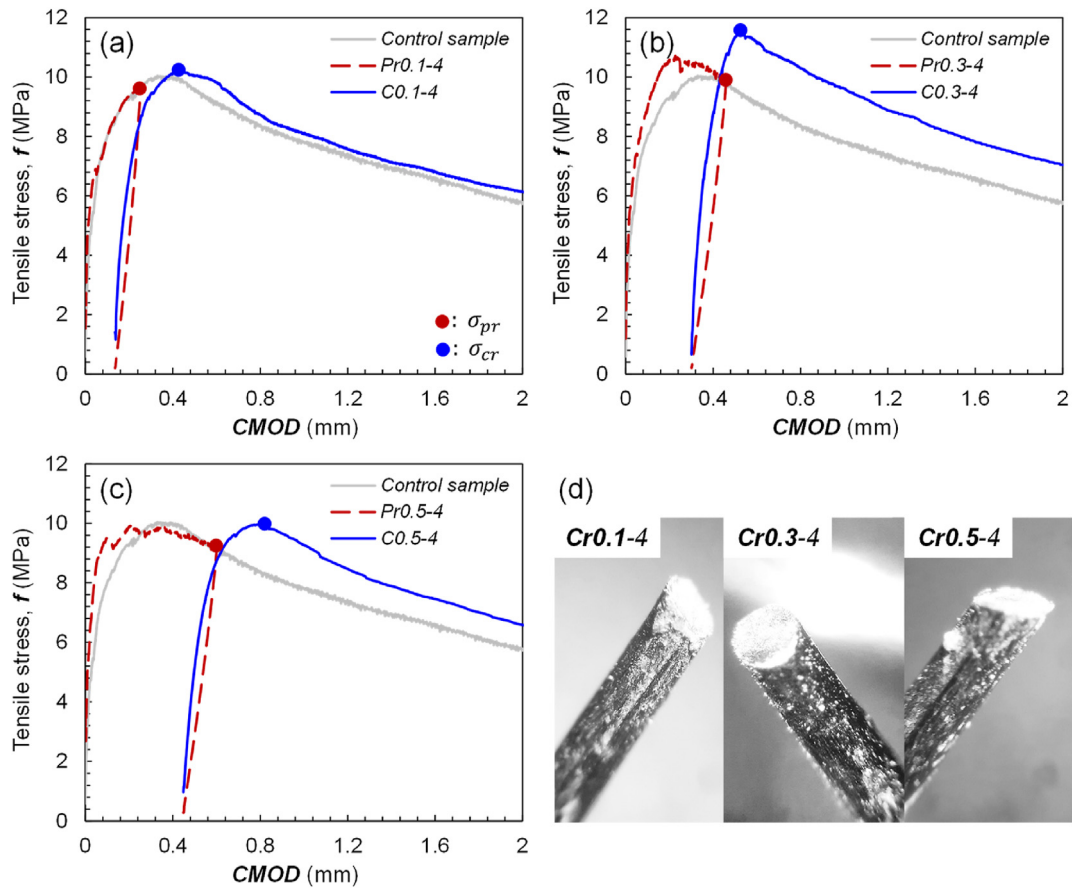 (a)
Control sample
Pr0.1-4
C0.1-4
12
10
8
6
4
2
0
Tensile stress, f (MPa)
: σpr
: σcr
0 0.4 0.8 1.2 1.6 2
CMOD (mm)
(b)
Control sample
Pr0.3-4
C0.3-4
12
10
8
6
4
2
0
Tensile stress, f (MPa)
0 0.4 0.8 1.2 1.6 2
CMOD (mm)
(c)
Control sample
Pr0.5-4
C0.5-4
12
10
8
6
4
2
0
Tensile stress, f (MPa)
0 0.4 0.8 1.2 1.6 2
CMOD (mm)
(d)
Cr0.1-4 Cr0.3-4 Cr0.5-4